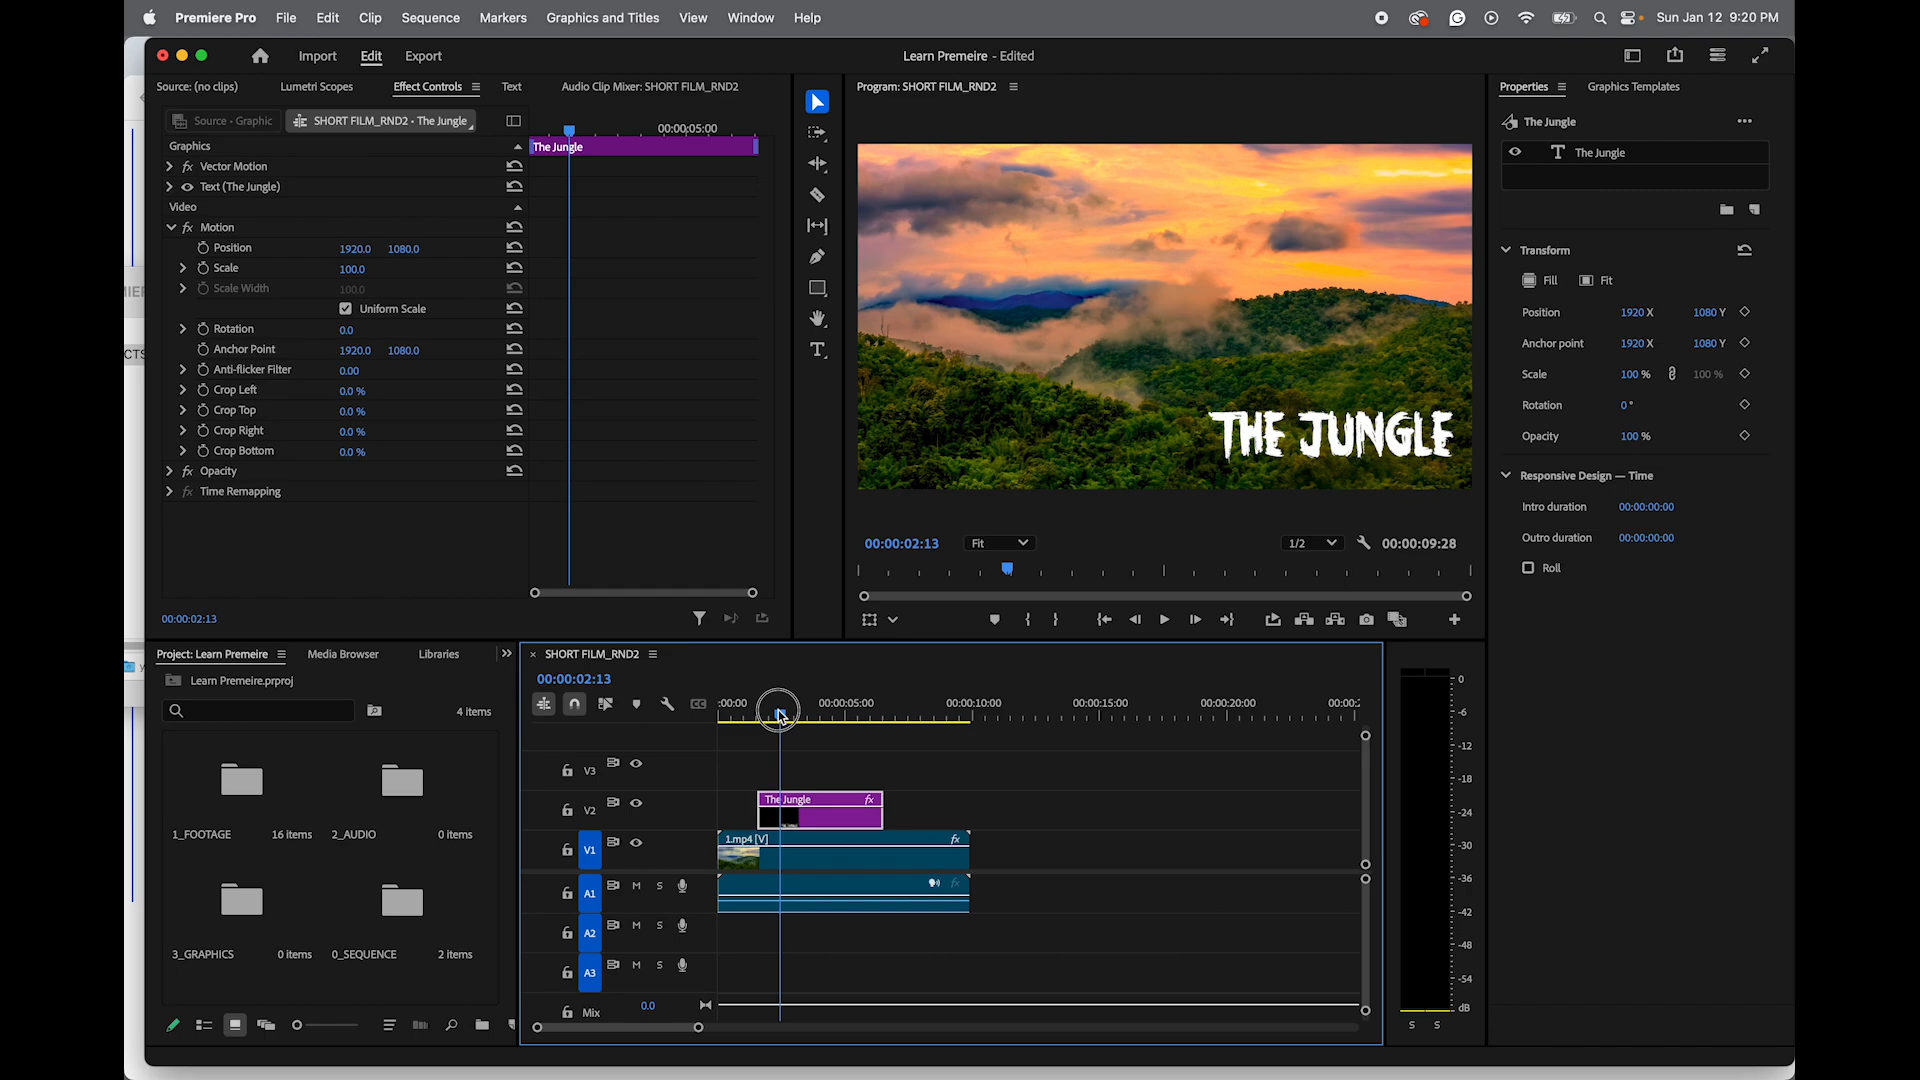 Premiere Pro File Edit Clip Sequence Markers Graphics and Titles View Window Help Sun Jan 12 9:20 PM
Import Edit Export Learn Premeire - Edited
Source: (no clips) Lumetri Scopes Effect Controls Text Audio Clip Mixer: SHORT FILM_RND2
Source • Graphic SHORT FILM_RND2 • The Jungle
00:00:05:00
Graphics
The Jungle
Vector Motion
Text (The Jungle)
Video
Motion
Position 1920.0 1080.0
Scale 100.0
Scale Width 100.0
Uniform Scale
Rotation 0.0
Anchor Point 1920.0 1080.0
Anti-flicker Filter 0.00
Crop Left 0.0 %
Crop Top 0.0 %
Crop Right 0.0 %
Crop Bottom 0.0 %
Opacity
Time Remapping
00:00:02:13
Program: SHORT FILM_RND2
THE JUNGLE
00:00:02:13 Fit 1/2 00:00:09:28
Properties Graphics Templates
The Jungle
T The Jungle
Transform
Fill Fit
Position 1920 X 1080 Y
Anchor point 1920 X 1080 Y
Scale 100 % 100 %
Rotation 0 °
Opacity 100 %
Responsive Design — Time
Intro duration 00:00:00:00
Outro duration 00:00:00:00
Roll
Project: Learn Premeire Media Browser Libraries
Learn Premeire.prproj
4 items
1_FOOTAGE 16 items 2_AUDIO 0 items
3_GRAPHICS 0 items 0_SEQUENCE 2 items
× SHORT FILM_RND2
00:00:02:13
:00:00 00:00:05:00 00:00:10:00 00:00:15:00 00:00:20:00 00:00:2
V3
V2 The Jungle fx
V1 1.mp4 [V] fx
A1 M S fx
A2 M S
A3 M S
Mix 0.0
0
-6
-12
-18
-24
-30
-36
-42
-48
-54
dB
S S